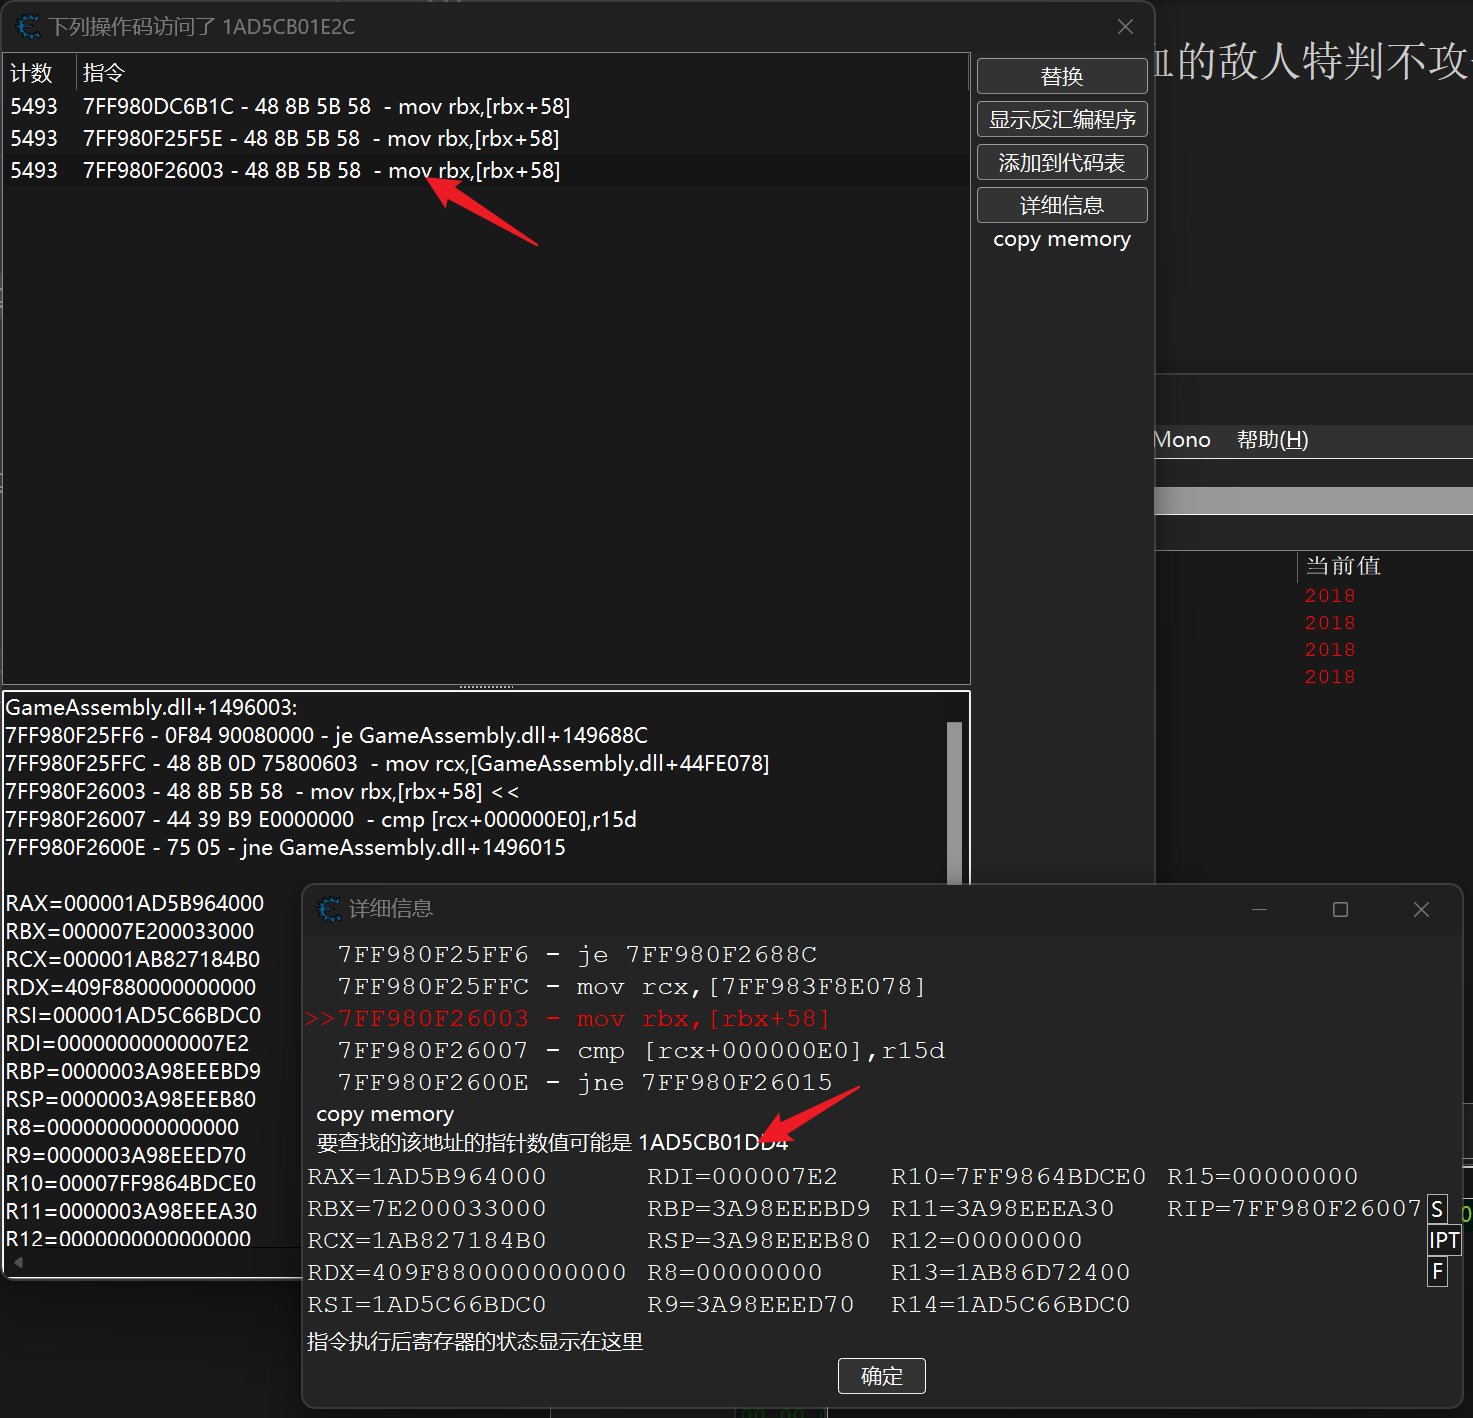 下列操作码访问了 1AD5CB01E2C
计数 指令
5493 7FF980DC6B1C - 48 8B 5B 58 - mov rbx,[rbx+58]
5493 7FF980F25F5E - 48 8B 5B 58 - mov rbx,[rbx+58]
5493 7FF980F26003 - 48 8B 5B 58 - mov rbx,[rbx+58]
替换
显示反汇编程序
添加到代码表
详细信息
copy memory
的敌人特判不攻
Mono 帮助(H)
当前值
2018
2018
2018
2018
GameAssembly.dll+1496003:
7FF980F25FF6 - 0F84 90080000 - je GameAssembly.dll+149688C
7FF980F25FFC - 48 8B 0D 75800603 - mov rcx,[GameAssembly.dll+44FE078]
7FF980F26003 - 48 8B 5B 58 - mov rbx,[rbx+58] <<
7FF980F26007 - 44 39 B9 E0000000 - cmp [rcx+000000E0],r15d
7FF980F2600E - 75 05 - jne GameAssembly.dll+1496015
RAX=000001AD5B964000
RBX=000007E200033000
RCX=000001AB827184B0
RDX=409F880000000000
RSI=000001AD5C66BDC0
RDI=00000000000007E2
RBP=0000003A98EEEBD9
RSP=0000003A98EEEB80
R8=0000000000000000
R9=0000003A98EEED70
R10=00007FF9864BDCE0
R11=0000003A98EEEA30
R12=0000000000000000
详细信息
7FF980F25FF6 - je 7FF980F2688C
7FF980F25FFC - mov rcx,[7FF983F8E078]
>>7FF980F26003 - mov rbx,[rbx+58]
7FF980F26007 - cmp [rcx+000000E0],r15d
7FF980F2600E - jne 7FF980F26015
copy memory
要查找的该地址的指针数值可能是 1AD5CB01DD4
RAX=1AD5B964000 RDI=000007E2 R10=7FF9864BDCE0 R15=00000000
RBX=7E200033000 RBP=3A98EEEBD9 R11=3A98EEEA30 RIP=7FF980F26007 S
RCX=1AB827184B0 RSP=3A98EEEB80 R12=00000000 IPT
RDX=409F880000000000 R8=00000000 R13=1AB86D72400 F
RSI=1AD5C66BDC0 R9=3A98EEED70 R14=1AD5C66BDC0
指令执行后寄存器的状态显示在这里
确定